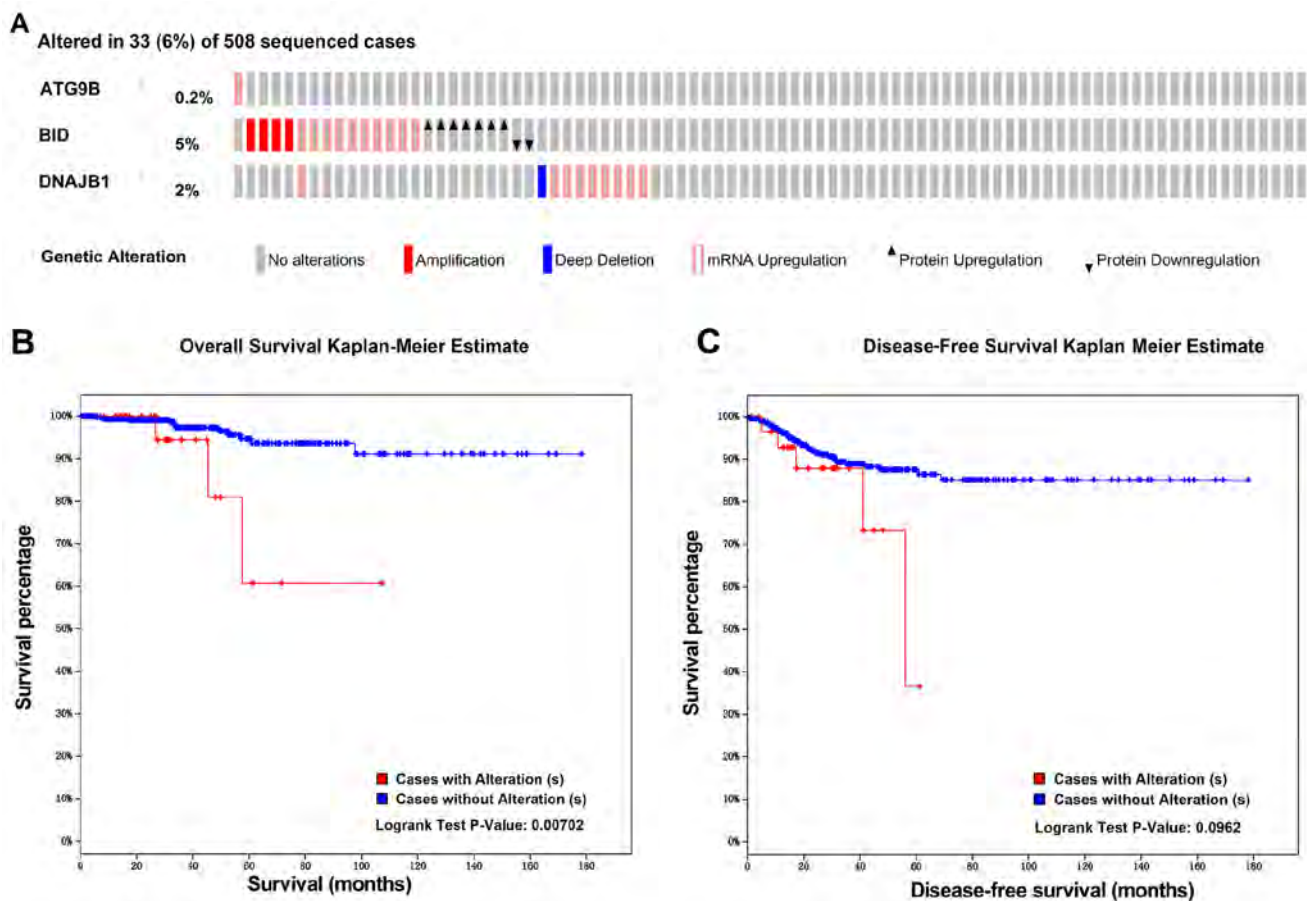 A
Altered in 33 (6%) of 508 sequenced cases
ATG9B 0.2%
BID 5%
DNAJB1 2%
Genetic Alteration No alterations Amplification Deep Deletion mRNA Upregulation Protein Upregulation Protein Downregulation
B Overall Survival Kaplan-Meier Estimate
100%
90%
80%
70%
60%
50%
40%
30%
20%
10%
0%
Survival percentage
Cases with Alteration (s)
Cases without Alteration (s)
Logrank Test P-Value: 0.00702
0 20 40 60 80 100 120 140 160 180
Survival (months)
C Disease-Free Survival Kaplan Meier Estimate
100%
90%
80%
70%
60%
50%
40%
30%
20%
10%
0%
Survival percentage
Cases with Alteration (s)
Cases without Alteration (s)
Logrank Test P-Value: 0.0962
0 20 40 60 80 100 120 140 160 180
Disease-free survival (months)